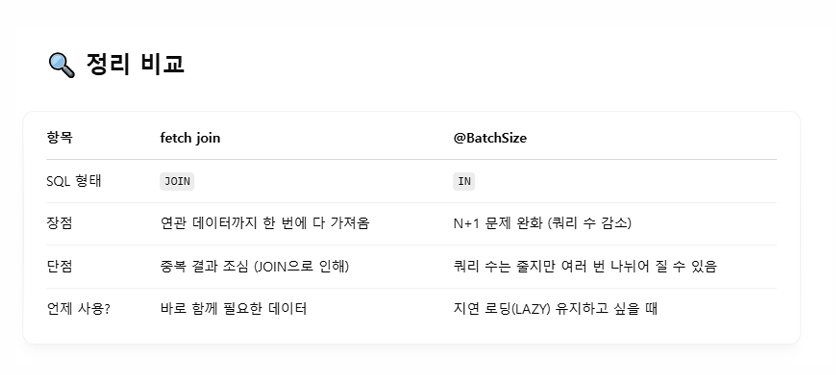 🔍 정리 비교
항목 fetch join @BatchSize
SQL 형태 JOIN IN
장점 연관 데이터까지 한 번에 다 가져옴 N+1 문제 완화 (쿼리 수 감소)
단점 중복 결과 조심 (JOIN으로 인해) 쿼리 수는 줄지만 여러 번 나뉘어 질 수 있음
언제 사용? 바로 함께 필요한 데이터 지연 로딩(LAZY) 유지하고 싶을 때